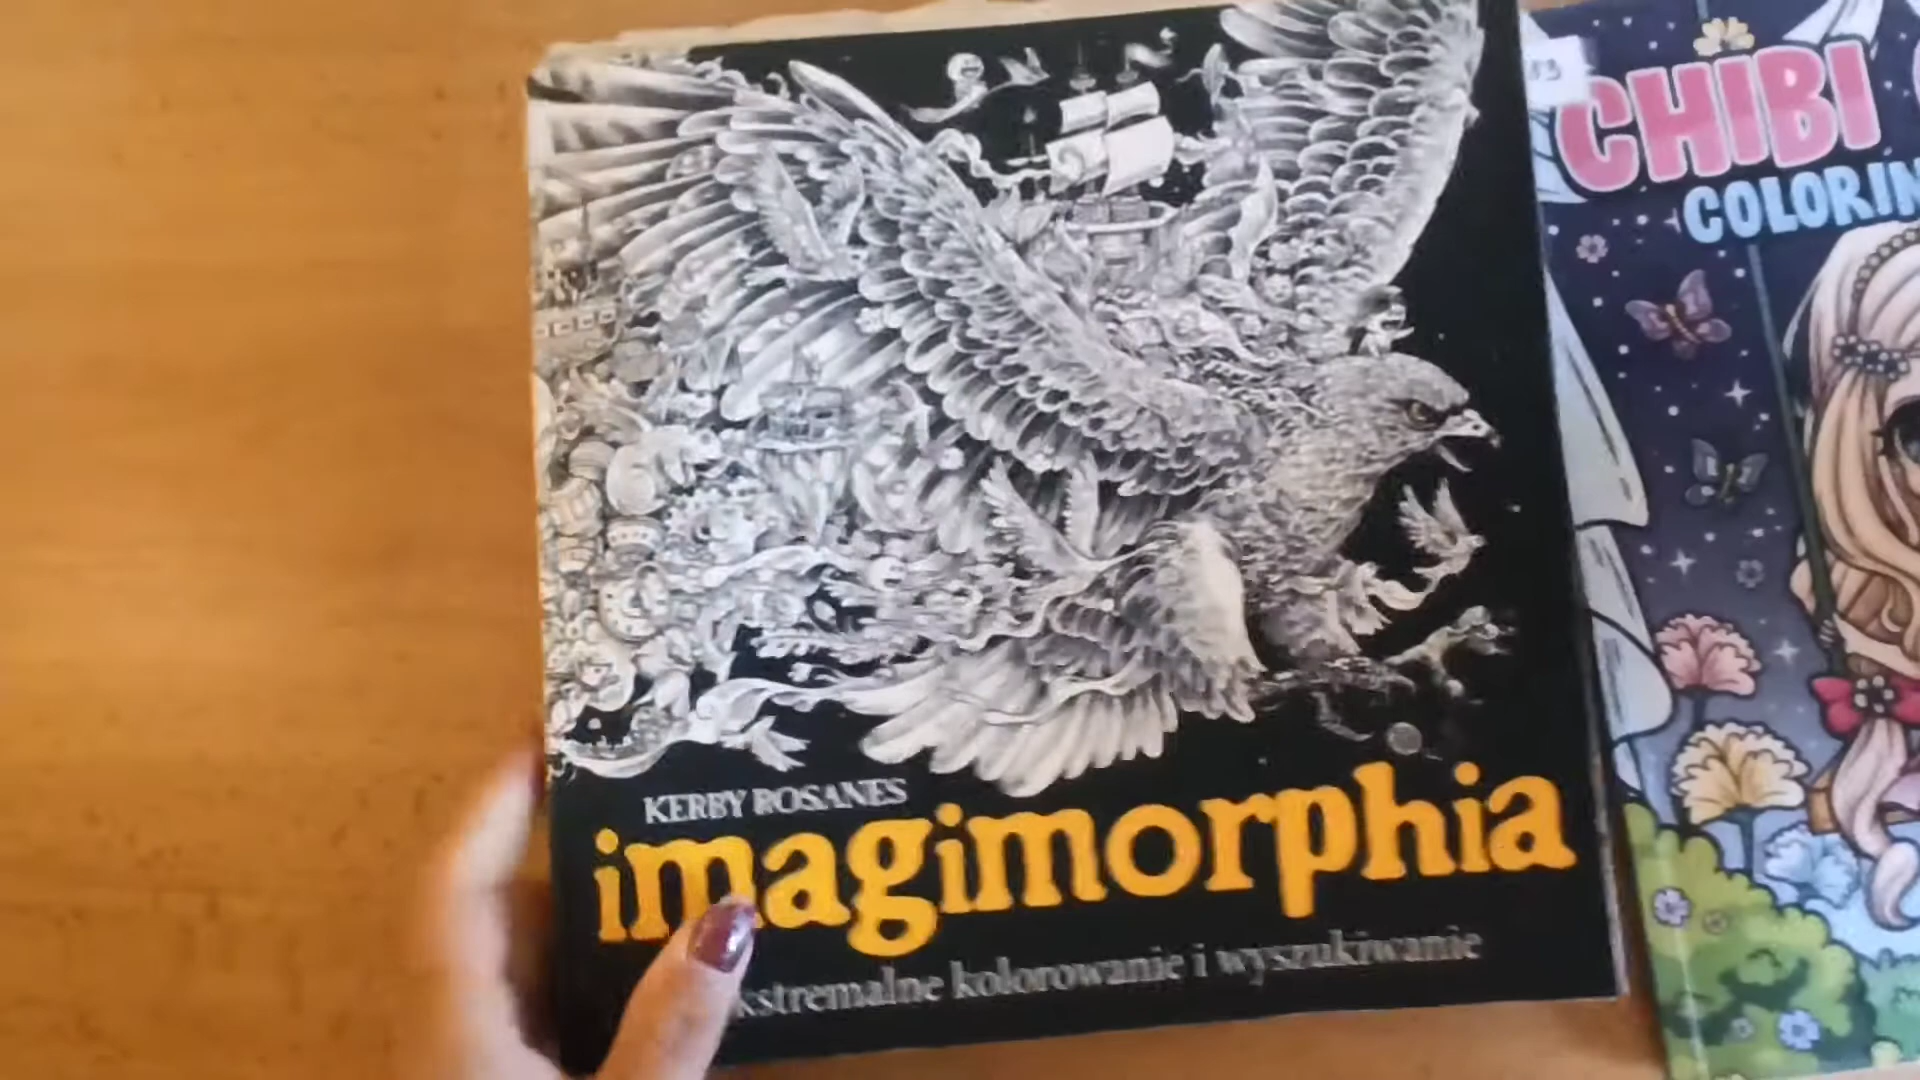 KERBY ROSANES
imagimorphia
kstremalne kolorowanie i wyszukiwanie
CHIBI
COLORIN